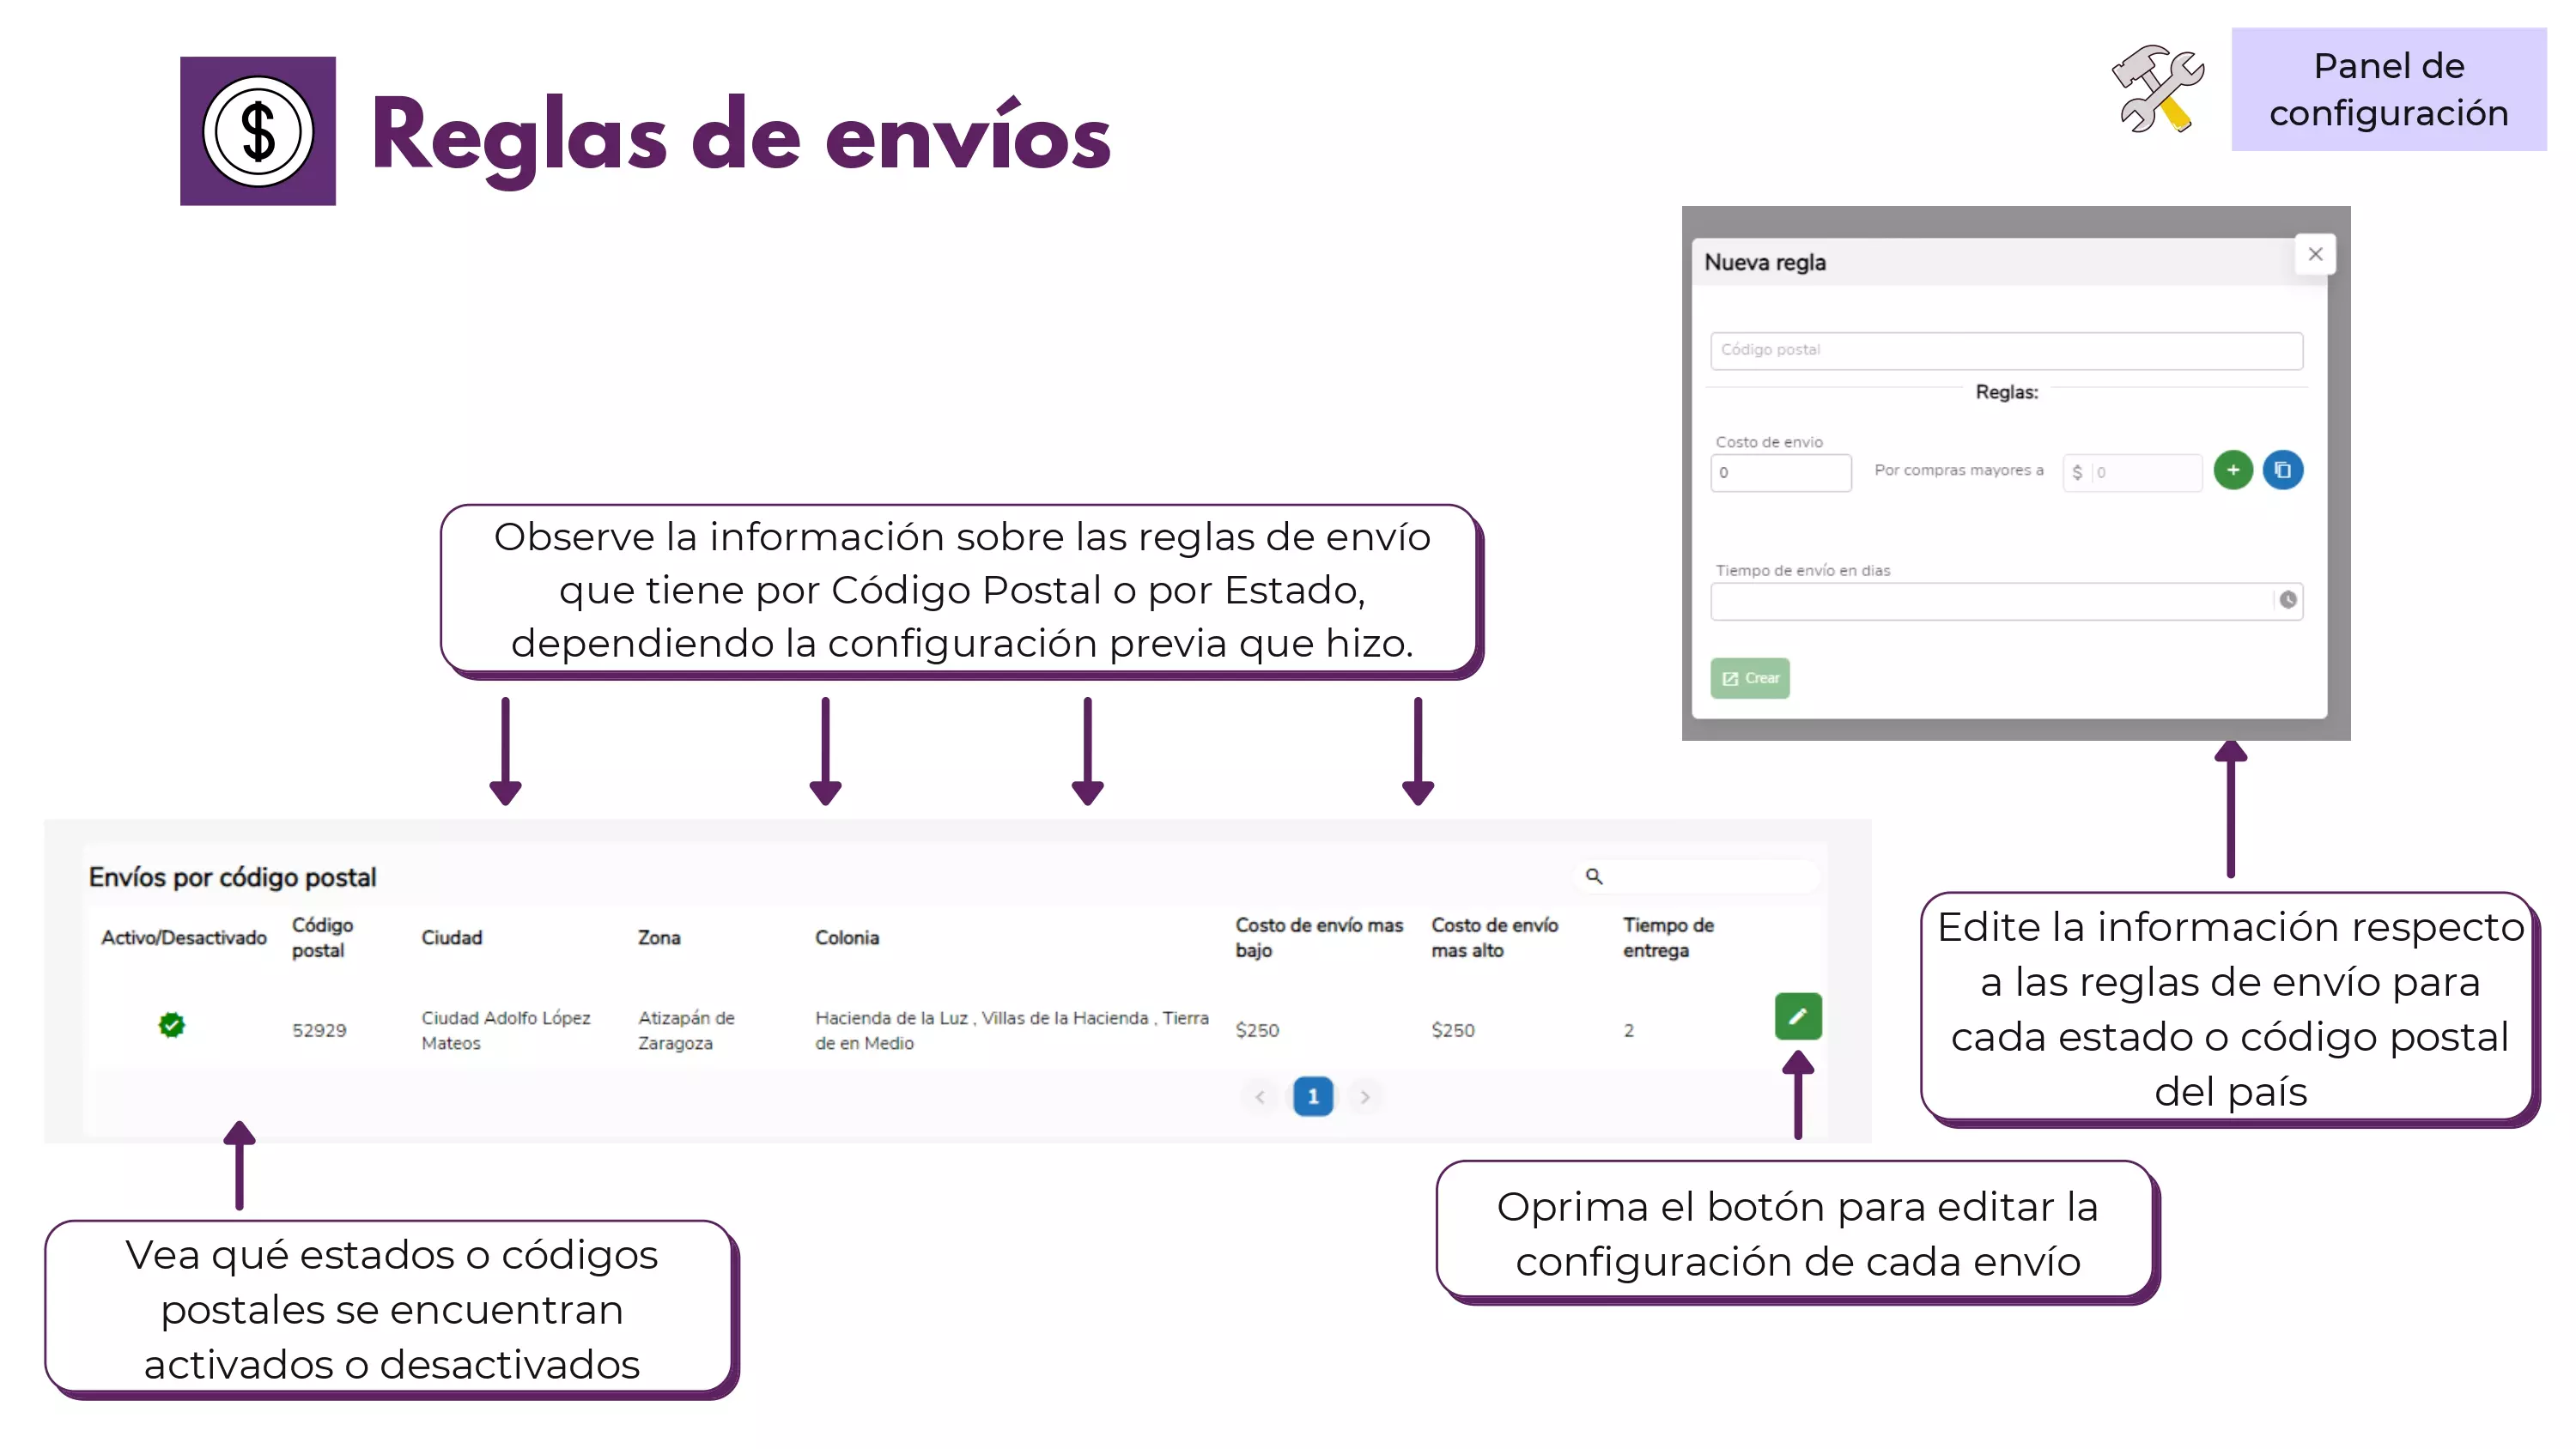 Reglas de envíos
Panel de
configuración
Nueva regla
Código postal
Reglas:
Costo de envio
0
Por compras mayores a
$ 0
Tiempo de envío en dias
Crear
Observe la información sobre las reglas de envío
que tiene por Código Postal o por Estado,
dependiendo la configuración previa que hizo.
Envíos por código postal
Activo/Desactivado
Código
postal
Ciudad
Zona
Colonia
Costo de envío mas
bajo
Costo de envío
mas alto
Tiempo de
entrega
52929
Ciudad Adolfo López
Mateos
Atizapán de
Zaragoza
Hacienda de la Luz , Villas de la Hacienda , Tierra
de en Medio
$250
$250
2
1
Edite la información respecto
a las reglas de envío para
cada estado o código postal
del país
Oprima el botón para editar la
configuración de cada envío
Vea qué estados o códigos
postales se encuentran
activados o desactivados